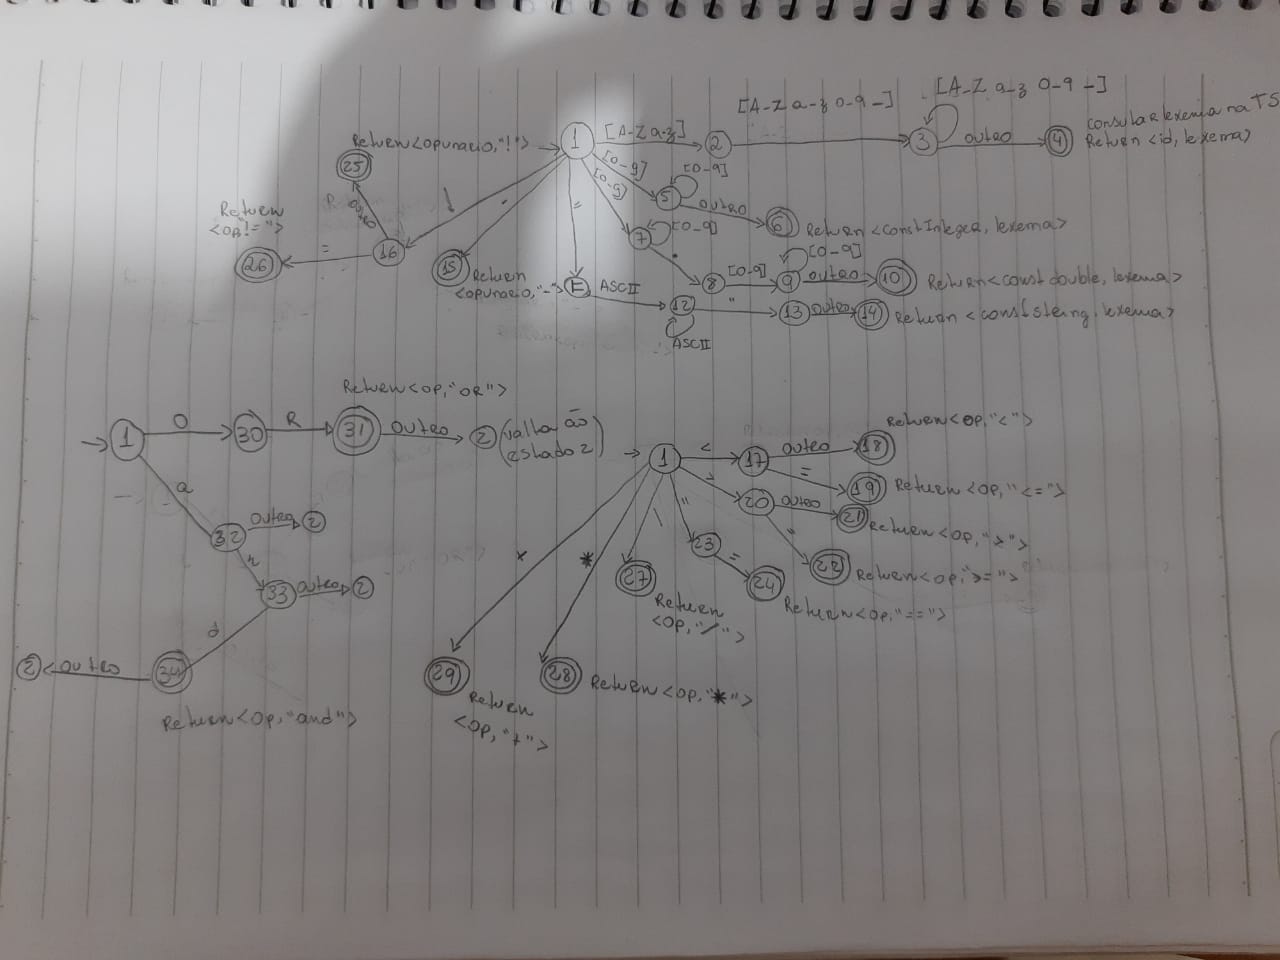 [A-Z a-z 0-9 -]
[A-Z a-z 0-9 -]
[A-Z a-z]
1
2
3
outro
4
consultar lexema na TS
Return <id, lexema>
Return <opunario, "!">
25
outro
!
-
Return
<op "!=">
26
=
16
15
Return
<opunario, "-">
[0-9]
5
[0-9]
outro
6
Return <constInteger, lexema>
[0-9]
7
[0-9]
.
8
[0-9]
9
[0-9]
outro
10
Return <const double, lexema>
"
ASCII
12
ASCII
"
13
outro
14
Return <conststring, lexema>
1
O
30
R
31
Return <op, "OR">
outro
2
(valha ão
estado 2)
a
32
outro
2
n
33
outro
2
d
34
outro
2
Return <op, "and">
1
<
17
outro
18
Return <op, "<">
=
19
Return <op, "<=">
>
20
outro
21
Return <op, ">">
22
Return <op, ">=">
23
=
24
Return <op, "==">
27
Return
<op, "/">
*
28
Return <op, "*">
+
29
Return
<op, "+">